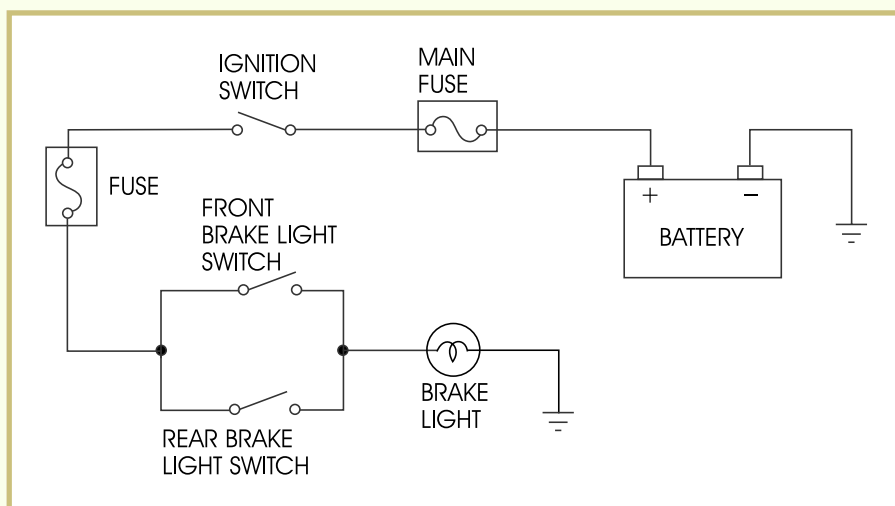 IGNITION
SWITCH
MAIN
FUSE
FUSE
+
−
BATTERY
FRONT
BRAKE LIGHT
SWITCH
BRAKE
LIGHT
REAR BRAKE
LIGHT SWITCH